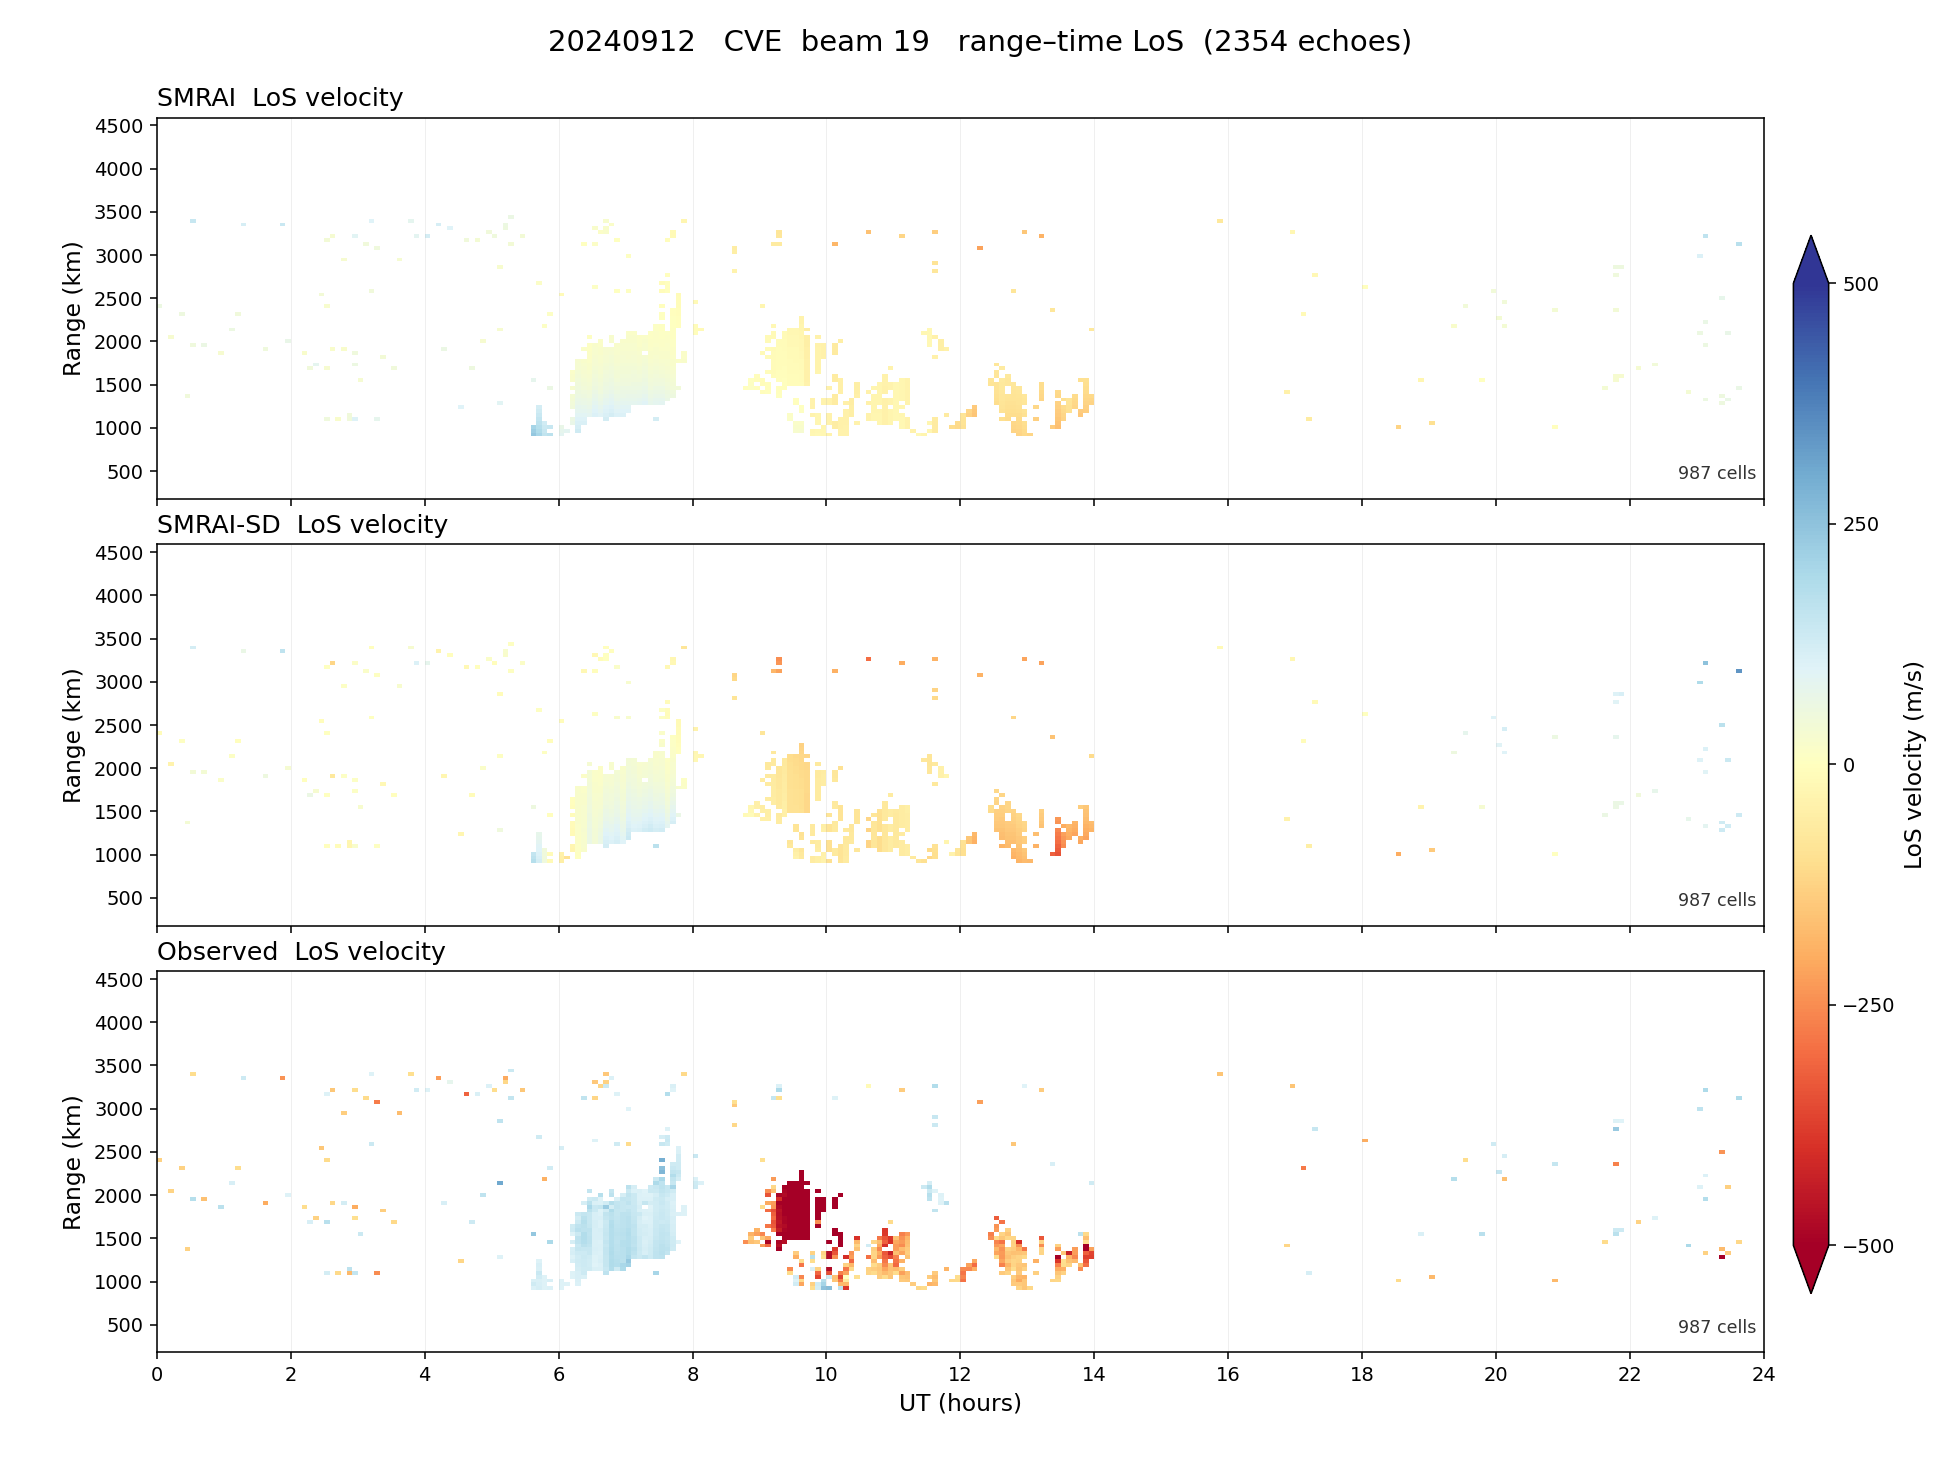 20240912   CVE  beam 19   range–time LoS  (2354 echoes)
SMRAI  LoS velocity
4500
4000
3500
3000
2500
2000
1500
1000
500
Range (km)
987 cells
SMRAI-SD  LoS velocity
4500
4000
3500
3000
2500
2000
1500
1000
500
Range (km)
987 cells
Observed  LoS velocity
4500
4000
3500
3000
2500
2000
1500
1000
500
Range (km)
987 cells
0 2 4 6 8 10 12 14 16 18 20 22 24
UT (hours)
500
250
0
−250
−500
LoS velocity (m/s)